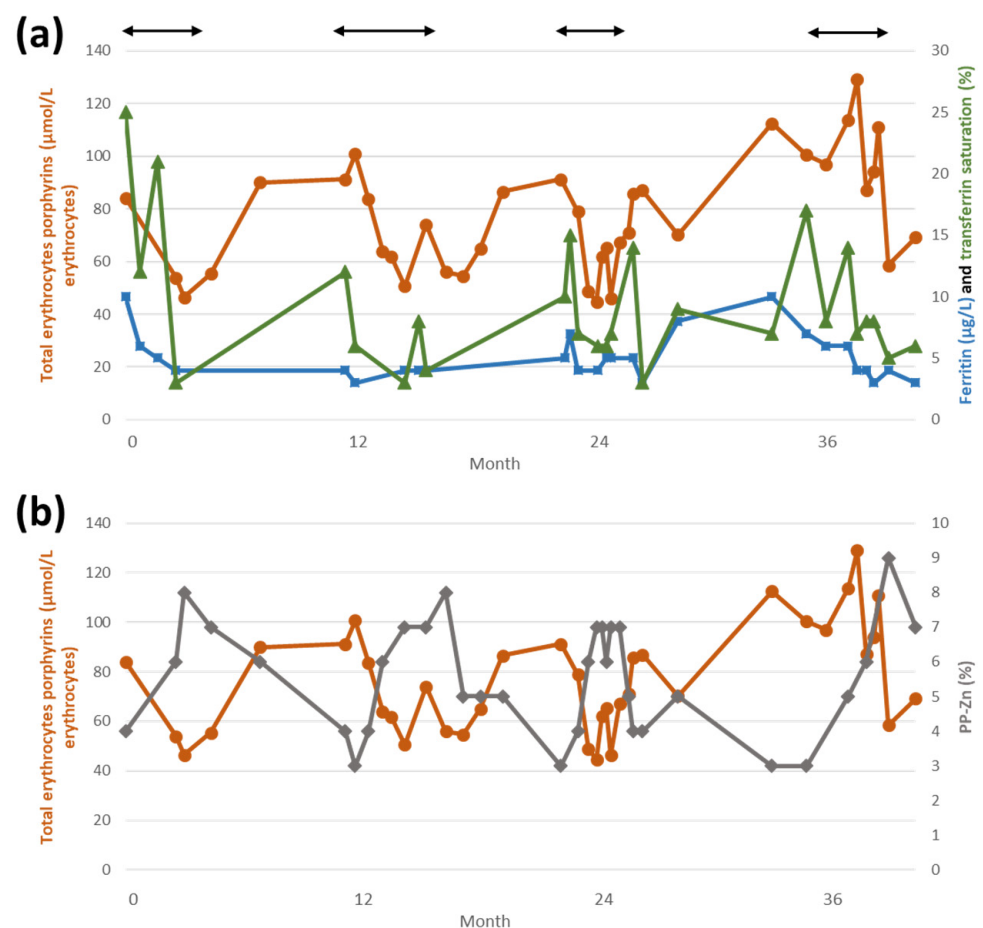 (a)
140
120
100
80
60
40
20
0
30
25
20
15
10
5
0
Total erythrocytes porphyrins (µmol/L
erythrocytes)
Ferritin (µg/L) and transferrin saturation (%)
0 12 24 36
Month
(b)
140
120
100
80
60
40
20
0
10
9
8
7
6
5
4
3
2
1
0
Total erythrocytes porphyrins (µmol/L
erythrocytes)
PP-Zn (%)
0 12 24 36
Month